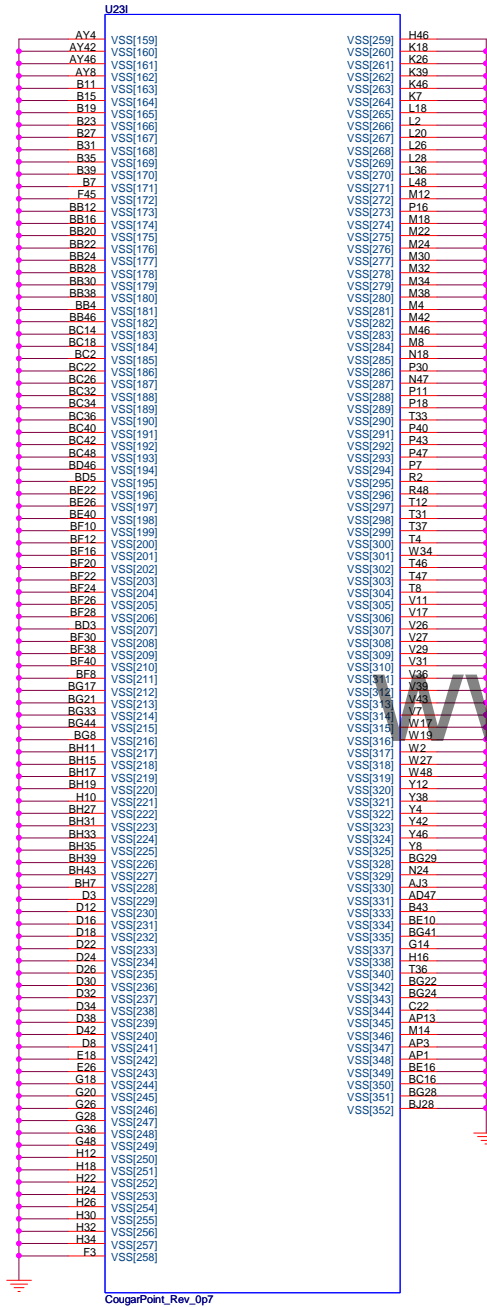 U23I
AY4 VSS[159] VSS[259] H46
AY42 VSS[160] VSS[260] K18
AY46 VSS[161] VSS[261] K26
AY8 VSS[162] VSS[262] K39
B11 VSS[163] VSS[263] K46
B15 VSS[164] VSS[264] K7
B19 VSS[165] VSS[265] L18
B23 VSS[166] VSS[266] L2
B27 VSS[167] VSS[267] L20
B31 VSS[168] VSS[268] L26
B35 VSS[169] VSS[269] L28
B39 VSS[170] VSS[270] L36
B7 VSS[171] VSS[271] L48
F45 VSS[172] VSS[272] M12
BB12 VSS[173] VSS[273] P16
BB16 VSS[174] VSS[274] M18
BB20 VSS[175] VSS[275] M22
BB22 VSS[176] VSS[276] M24
BB24 VSS[177] VSS[277] M30
BB28 VSS[178] VSS[278] M32
BB30 VSS[179] VSS[279] M34
BB38 VSS[180] VSS[280] M38
BB4 VSS[181] VSS[281] M4
BB46 VSS[182] VSS[282] M42
BC14 VSS[183] VSS[283] M46
BC18 VSS[184] VSS[284] M8
BC2 VSS[185] VSS[285] N18
BC22 VSS[186] VSS[286] P30
BC26 VSS[187] VSS[287] N47
BC32 VSS[188] VSS[288] P11
BC34 VSS[189] VSS[289] P18
BC36 VSS[190] VSS[290] T33
BC40 VSS[191] VSS[291] P40
BC42 VSS[192] VSS[292] P43
BC48 VSS[193] VSS[293] P47
BD46 VSS[194] VSS[294] P7
BD5 VSS[195] VSS[295] R2
BE22 VSS[196] VSS[296] R48
BE26 VSS[197] VSS[297] T12
BE40 VSS[198] VSS[298] T31
BF10 VSS[199] VSS[299] T37
BF12 VSS[200] VSS[300] T4
BF16 VSS[201] VSS[301] W34
BF20 VSS[202] VSS[302] T46
BF22 VSS[203] VSS[303] T47
BF24 VSS[204] VSS[304] T8
BF26 VSS[205] VSS[305] V11
BF28 VSS[206] VSS[306] V17
BD3 VSS[207] VSS[307] V26
BF30 VSS[208] VSS[308] V27
BF38 VSS[209] VSS[309] V29
BF40 VSS[210] VSS[310] V31
BF8 VSS[211] VSS[311] V36
BG17 VSS[212] VSS[312] V39
BG21 VSS[213] VSS[313] V43
BG33 VSS[214] VSS[314] V7
BG44 VSS[215] VSS[315] W17
BG8 VSS[216] VSS[316] W19
BH11 VSS[217] VSS[317] W2
BH15 VSS[218] VSS[318] W27
BH17 VSS[219] VSS[319] W48
BH19 VSS[220] VSS[320] Y12
H10 VSS[221] VSS[321] Y38
BH27 VSS[222] VSS[322] Y4
BH31 VSS[223] VSS[323] Y42
BH33 VSS[224] VSS[324] Y46
BH35 VSS[225] VSS[325] Y8
BH39 VSS[226] VSS[328] BG29
BH43 VSS[227] VSS[329] N24
BH7 VSS[228] VSS[330] AJ3
D3 VSS[229] VSS[331] AD47
D12 VSS[230] VSS[333] B43
D16 VSS[231] VSS[334] BE10
D18 VSS[232] VSS[335] BG41
D22 VSS[233] VSS[337] G14
D24 VSS[234] VSS[338] H16
D26 VSS[235] VSS[340] T36
D30 VSS[236] VSS[342] BG22
D32 VSS[237] VSS[343] BG24
D34 VSS[238] VSS[344] C22
D38 VSS[239] VSS[345] AP13
D42 VSS[240] VSS[346] M14
D8 VSS[241] VSS[347] AP3
E18 VSS[242] VSS[348] AP1
E26 VSS[243] VSS[349] BE16
G18 VSS[244] VSS[350] BC16
G20 VSS[245] VSS[351] BG28
G26 VSS[246] VSS[352] BJ28
G28 VSS[247]
G36 VSS[248]
G48 VSS[249]
H12 VSS[250]
H18 VSS[251]
H22 VSS[252]
H24 VSS[253]
H26 VSS[254]
H30 VSS[255]
H32 VSS[256]
H34 VSS[257]
F3 VSS[258]
CougarPoint_Rev_0p7